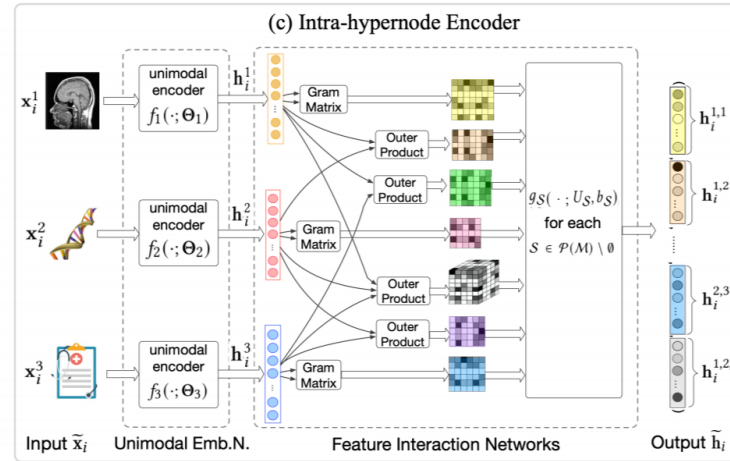 (c) Intra-hypernode Encoder
x_i^1
unimodal
encoder
f_1(·; Θ_1)
h_i^1
Gram
Matrix
Outer
Product
Outer
Product
x_i^2
unimodal
encoder
f_2(·; Θ_2)
h_i^2
Gram
Matrix
g_S( · ; U_S, b_S)
for each
S ∈ P(M) \ ∅
Outer
Product
Outer
Product
x_i^3
unimodal
encoder
f_3(·; Θ_3)
h_i^3
Gram
Matrix
h_i^{1,1}
h_i^{1,2}
h_i^{2,3}
h_i^{1,2,
Input x̃_i
Unimodal Emb.N.
Feature Interaction Networks
Output h̃_i